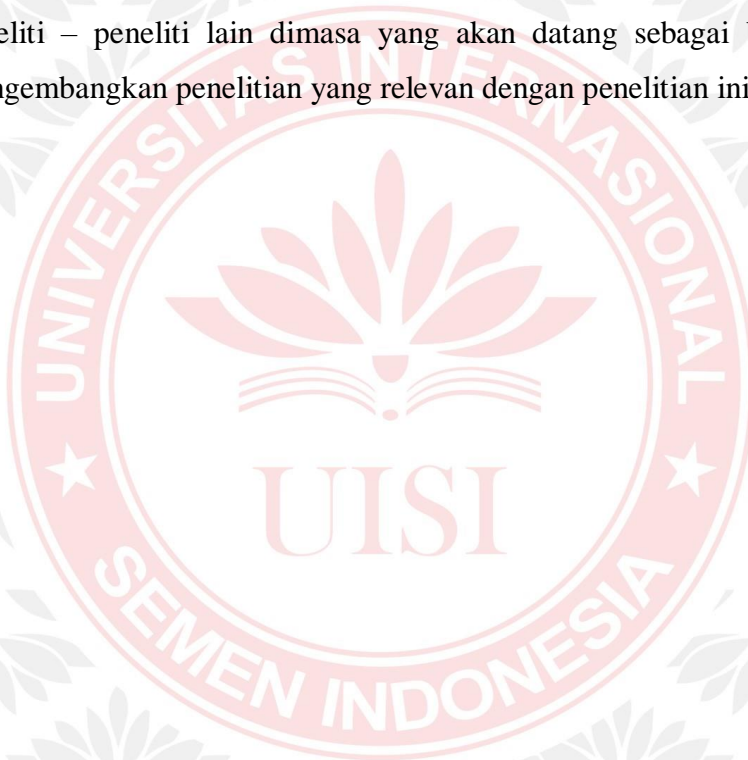 eliti – peneliti lain dimasa yang akan datang sebagai
ngembangkan penelitian yang relevan dengan penelitian ini
UNIVERSITAS INTERNASIONAL
UISI
SEMEN INDONESIA